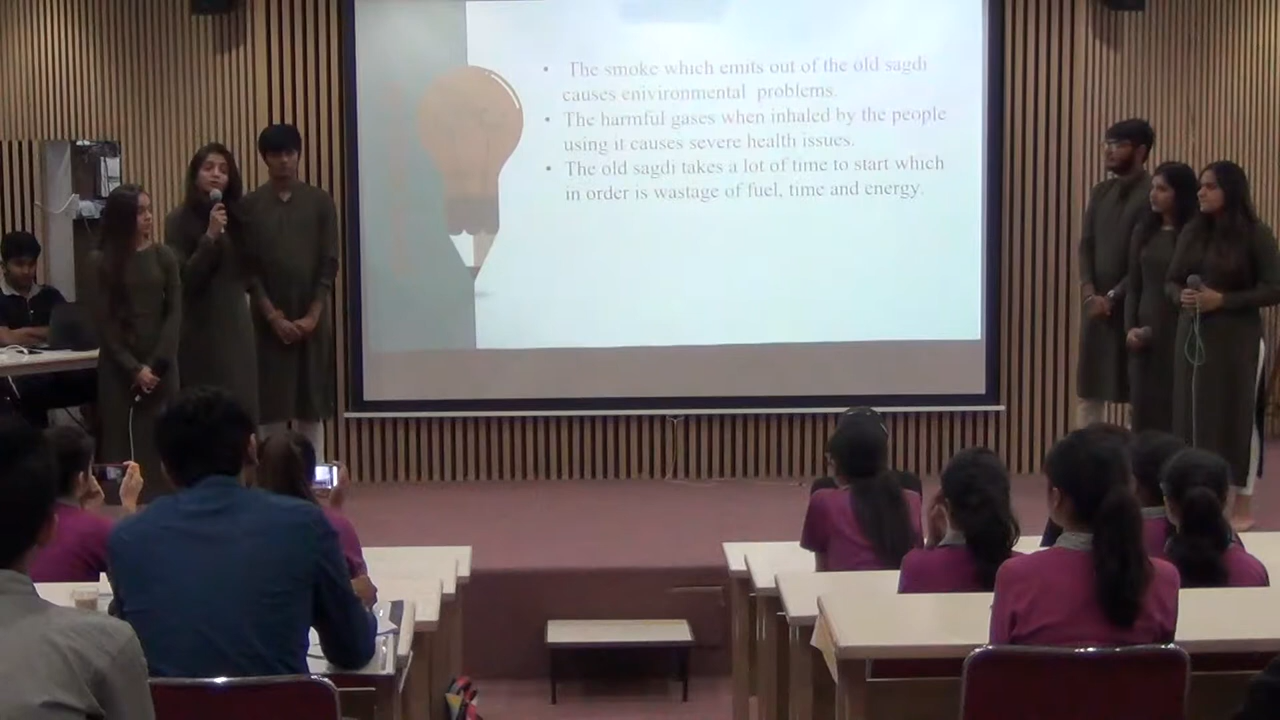 • The smoke which emits out of the old sagdi
causes enivironmental problems.
• The harmful gases when inhaled by the people
using it causes severe health issues.
• The old sagdi takes a lot of time to start which
in order is wastage of fuel, time and energy.